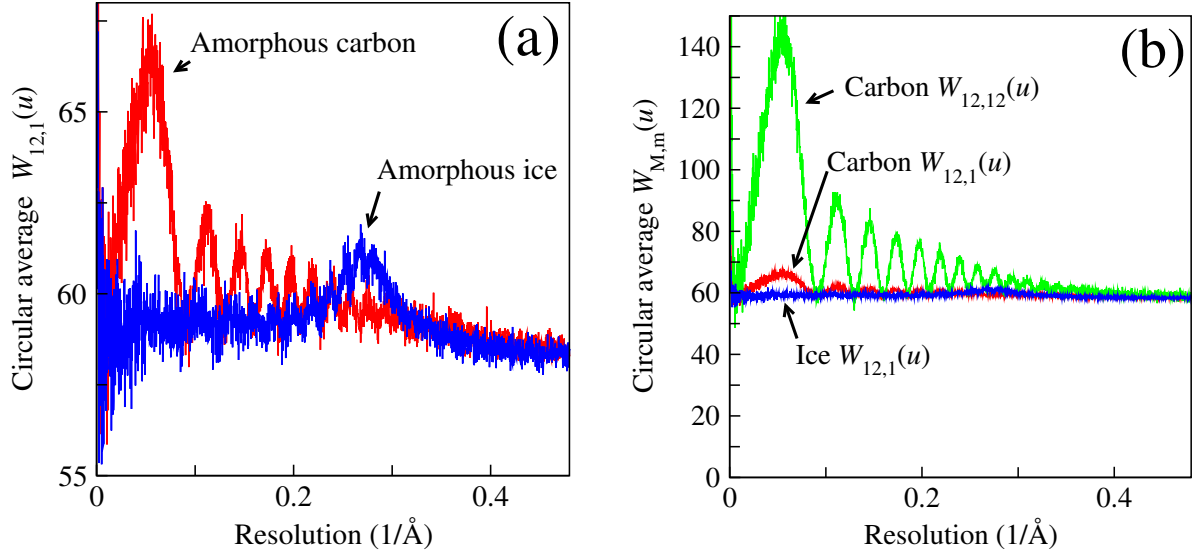 (a)
Amorphous carbon
Amorphous ice
Circular average W12,1(u)
65
60
55
0
0.2
0.4
Resolution (1/Å)
(b)
Carbon W12,12(u)
Carbon W12,1(u)
Ice W12,1(u)
Circular average WM,m(u)
140
120
100
80
60
40
20
0
0
0.2
0.4
Resolution (1/Å)